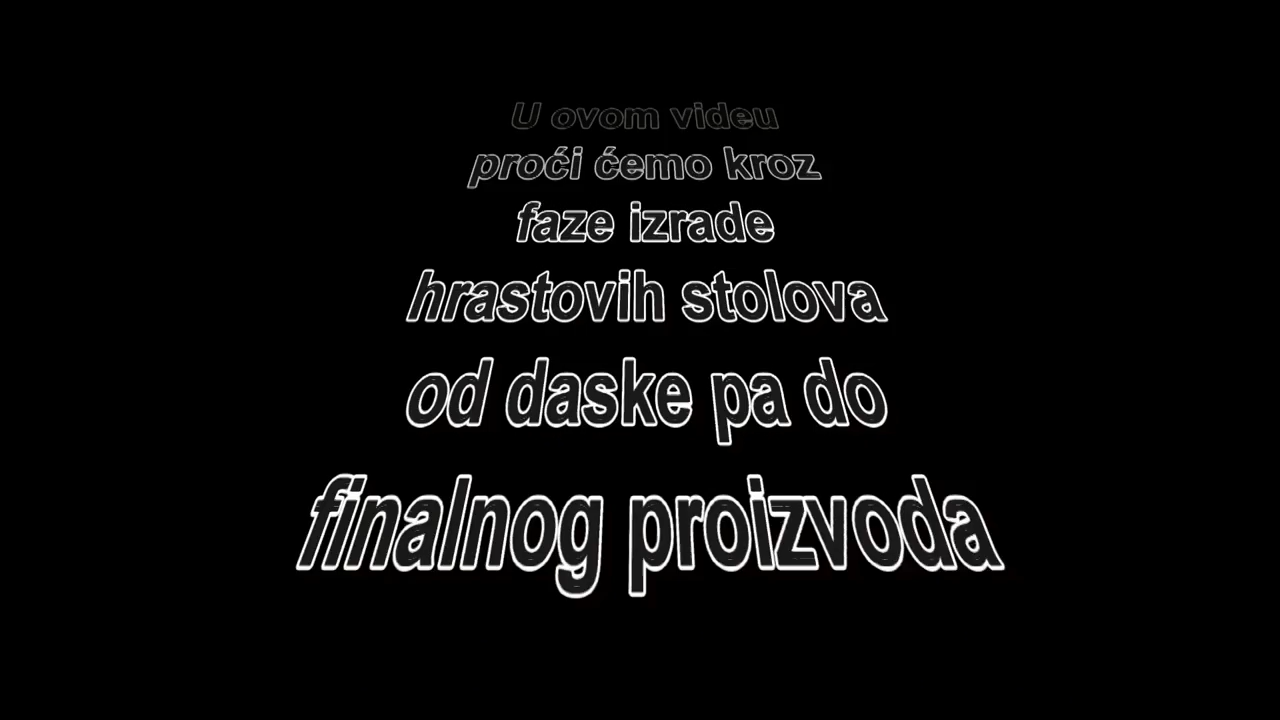 U ovom videu
proći ćemo kroz
faze izrade
hrastovih stolova
od daske pa do
finalnog proizvoda